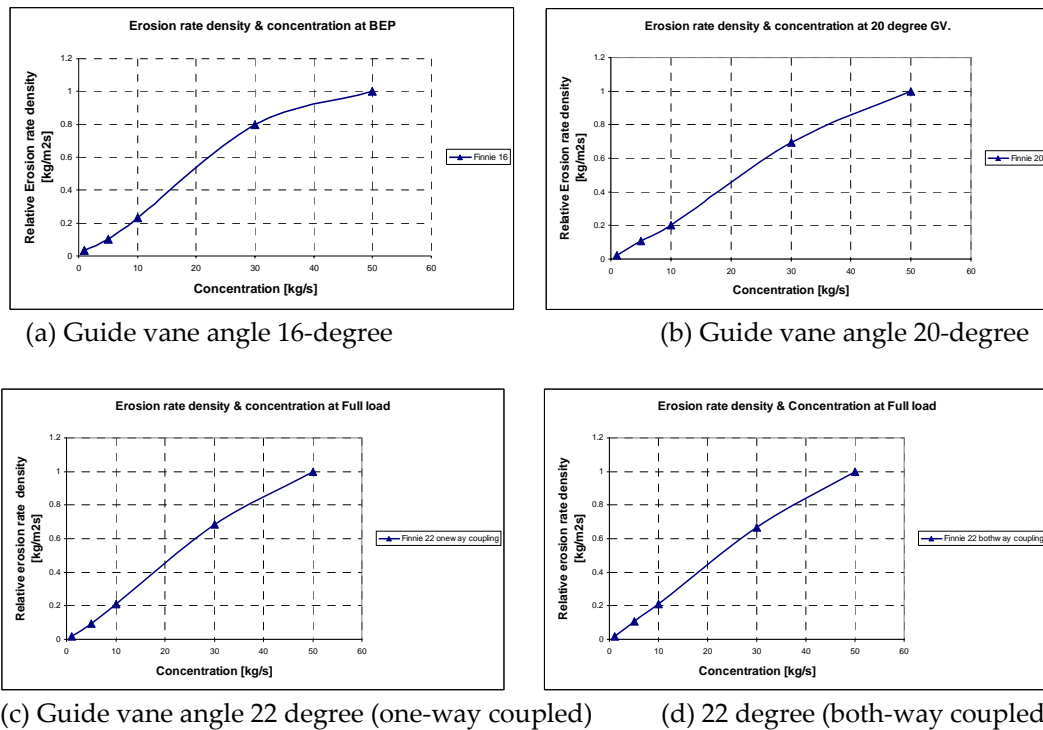 Erosion rate density & concentration at BEP
Relative Erosion rate density
[kg/m2s]
1.2
1
0.8
0.6
0.4
0.2
0
0 10 20 30 40 50 60
Concentration [kg/s]
Finnie 16
(a) Guide vane angle 16-degree
Erosion rate density & concentration at 20 degree GV.
Relative Erosion rate density
[kg/m2s]
1.2
1
0.8
0.6
0.4
0.2
0
0 10 20 30 40 50 60
Concentration [kg/s]
Finnie 20
(b) Guide vane angle 20-degree
Erosion rate density & concentration at Full load
Relative erosion rate density
[kg/m2s]
1.2
1
0.8
0.6
0.4
0.2
0
0 10 20 30 40 50 60
Concentration [kg/s]
Finnie 22 oneway coupling
(c) Guide vane angle 22 degree (one-way coupled)
Erosion rate density & Concentration at Full load
Relative erosion rate density
[kg/m2s]
1.2
1
0.8
0.6
0.4
0.2
0
0 10 20 30 40 50 60
Concentration [kg/s]
Finnie 22 bothway coupling
(d) 22 degree (both-way coupled